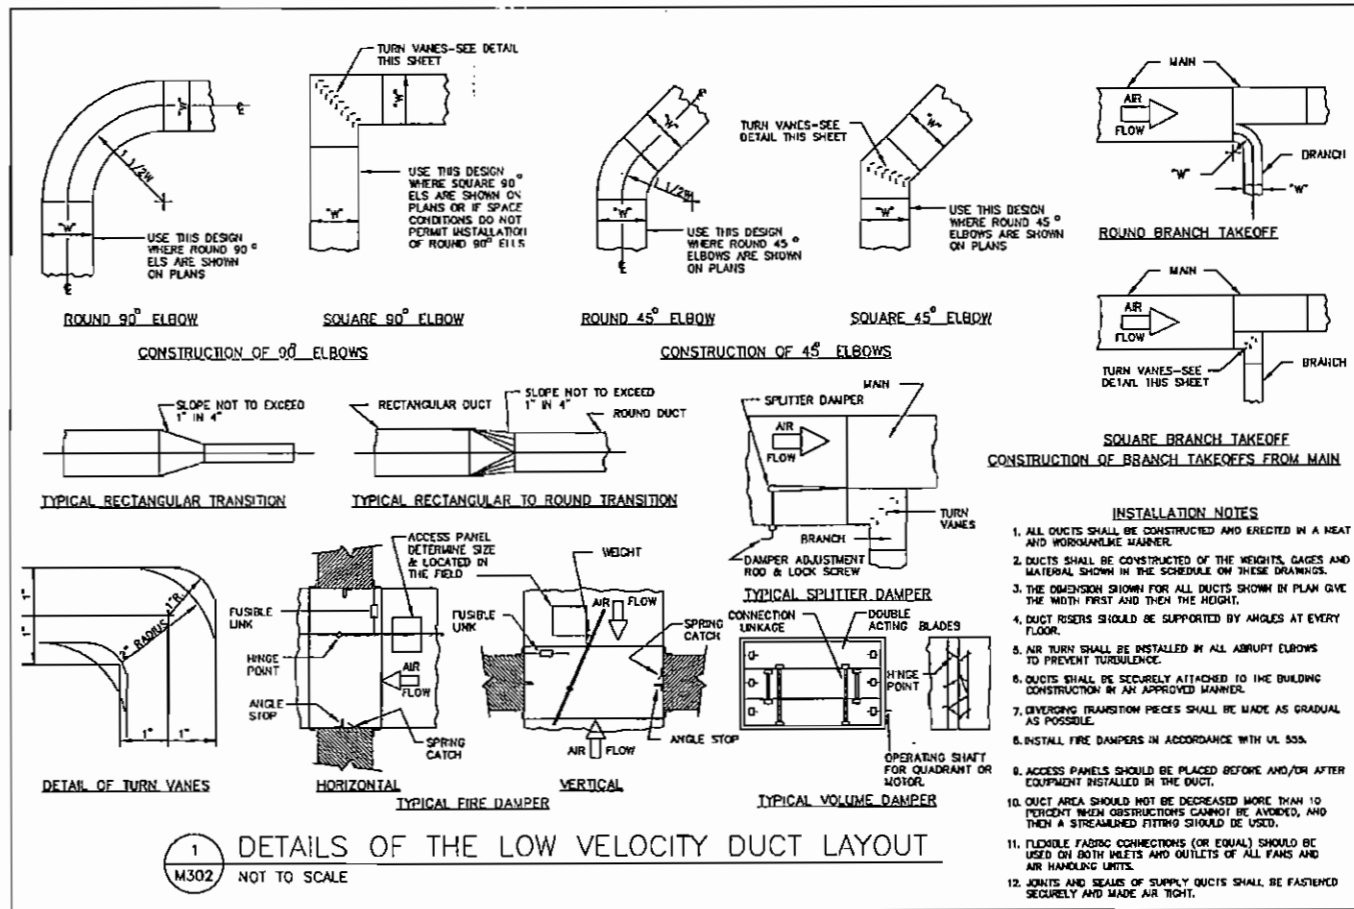 TURN VANES-SEE DETAIL
THIS SHEET
"W"
℄
1 1/2W
"W"
USE THIS DESIGN
WHERE ROUND 90°
ELS ARE SHOWN
ON PLANS
℄
ROUND 90° ELBOW
"W"
USE THIS DESIGN
WHERE SQUARE 90°
ELS ARE SHOWN ON
PLANS OR IF SPACE
CONDITIONS DO NOT
PERMIT INSTALLATION
OF ROUND 90° ELLS
"W"
SQUARE 90° ELBOW
CONSTRUCTION OF 90° ELBOWS
℄
"W"
1 1/2W
"W"
USE THIS DESIGN
WHERE ROUND 45°
ELBOWS ARE SHOWN
ON PLANS
℄
ROUND 45° ELBOW
TURN VANES-SEE
DETAIL THIS SHEET
"W"
"W"
USE THIS DESIGN
WHERE ROUND 45°
ELBOWS ARE SHOWN
ON PLANS
SQUARE 45° ELBOW
CONSTRUCTION OF 45° ELBOWS
MAIN
AIR
FLOW
BRANCH
"W"
"W"
ROUND BRANCH TAKEOFF
MAIN
AIR
FLOW
TURN VANES-SEE
DETAIL THIS SHEET
BRANCH
SQUARE BRANCH TAKEOFF
CONSTRUCTION OF BRANCH TAKEOFFS FROM MAIN
SLOPE NOT TO EXCEED
1" IN 4"
TYPICAL RECTANGULAR TRANSITION
RECTANGULAR DUCT
SLOPE NOT TO EXCEED
1" IN 4"
ROUND DUCT
TYPICAL RECTANGULAR TO ROUND TRANSITION
MAIN
SPLITTER DAMPER
AIR
FLOW
TURN
VANES
BRANCH
DAMPER ADJUSTMENT
ROD & LOCK SCREW
TYPICAL SPLITTER DAMPER
1"
1"
1"R.
2" RADIUS
1"
1"
DETAIL OF TURN VANES
ACCESS PANEL
DETERMINE SIZE
& LOCATED IN
THE FIELD
FUSIBLE
LINK
HINGE
POINT
AIR
FLOW
ANGLE
STOP
SPRING
CATCH
HORIZONTAL
WEIGHT
AIR
FLOW
FUSIBLE
LINK
SPRING
CATCH
AIR
FLOW
ANGLE STOP
VERTICAL
TYPICAL FIRE DAMPER
CONNECTION
LINKAGE
DOUBLE
ACTING BLADES
HINGE
POINT
OPERATING SHAFT
FOR QUADRANT OR
MOTOR.
TYPICAL VOLUME DAMPER
INSTALLATION NOTES
1. ALL DUCTS SHALL BE CONSTRUCTED AND ERECTED IN A NEAT
AND WORKMANLIKE MANNER.
2. DUCTS SHALL BE CONSTRUCTED OF THE WEIGHTS, GAGES AND
MATERIAL SHOWN IN THE SCHEDULE ON THESE DRAWINGS.
3. THE DIMENSION SHOWN FOR ALL DUCTS SHOWN IN PLAN GIVE
THE WIDTH FIRST AND THEN THE HEIGHT.
4. DUCT RISERS SHOULD BE SUPPORTED BY ANGLES AT EVERY
FLOOR.
5. AIR TURN SHALL BE INSTALLED IN ALL ABRUPT ELBOWS
TO PREVENT TURBULENCE.
6. DUCTS SHALL BE SECURELY ATTACHED TO THE BUILDING
CONSTRUCTION IN AN APPROVED MANNER.
7. DIVERGING TRANSITION PIECES SHALL BE MADE AS GRADUAL
AS POSSIBLE.
8. INSTALL FIRE DAMPERS IN ACCORDANCE WITH UL 555.
9. ACCESS PANELS SHOULD BE PLACED BEFORE AND/OR AFTER
EQUIPMENT INSTALLED IN THE DUCT.
10. DUCT AREA SHOULD NOT BE DECREASED MORE THAN 10
PERCENT WHEN OBSTRUCTIONS CANNOT BE AVOIDED, AND
THEN A STREAMLINED FITTING SHOULD BE USED.
11. FLEXIBLE FABRIC CONNECTIONS (OR EQUAL) SHOULD BE
USED ON BOTH INLETS AND OUTLETS OF ALL FANS AND
AIR HANDLING UNITS.
12. JOINTS AND SEAMS OF SUPPLY DUCTS SHALL BE FASTENED
SECURELY AND MADE AIR TIGHT.
1
M302
DETAILS OF THE LOW VELOCITY DUCT LAYOUT
NOT TO SCALE